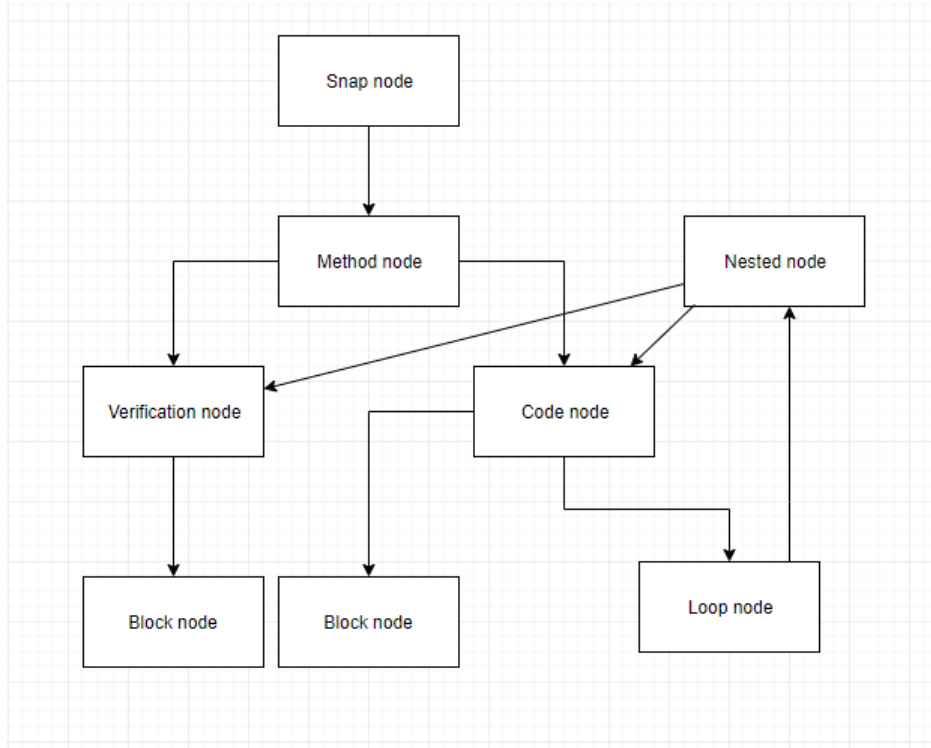 Snap node
Method node
Nested node
Verification node
Code node
Block node
Block node
Loop node